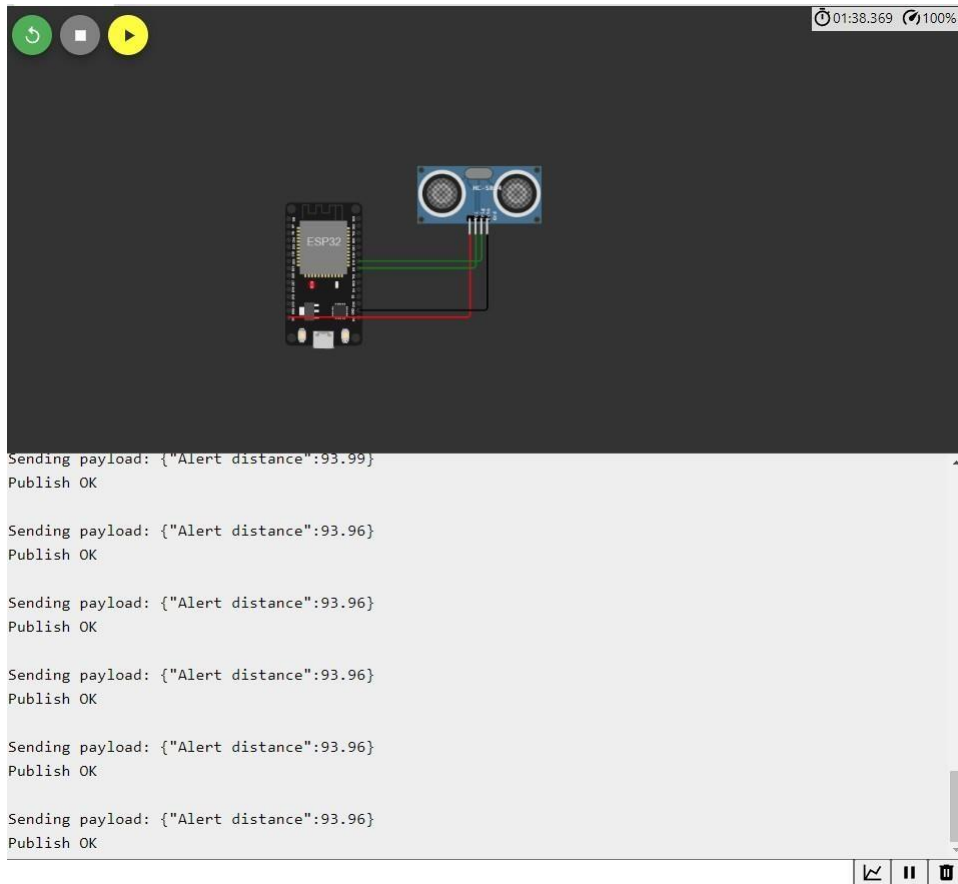 01:38.369 100%
HC-SR04
ESP32
Sending payload: {"Alert distance":93.99}
Publish OK
Sending payload: {"Alert distance":93.96}
Publish OK
Sending payload: {"Alert distance":93.96}
Publish OK
Sending payload: {"Alert distance":93.96}
Publish OK
Sending payload: {"Alert distance":93.96}
Publish OK
Sending payload: {"Alert distance":93.96}
Publish OK